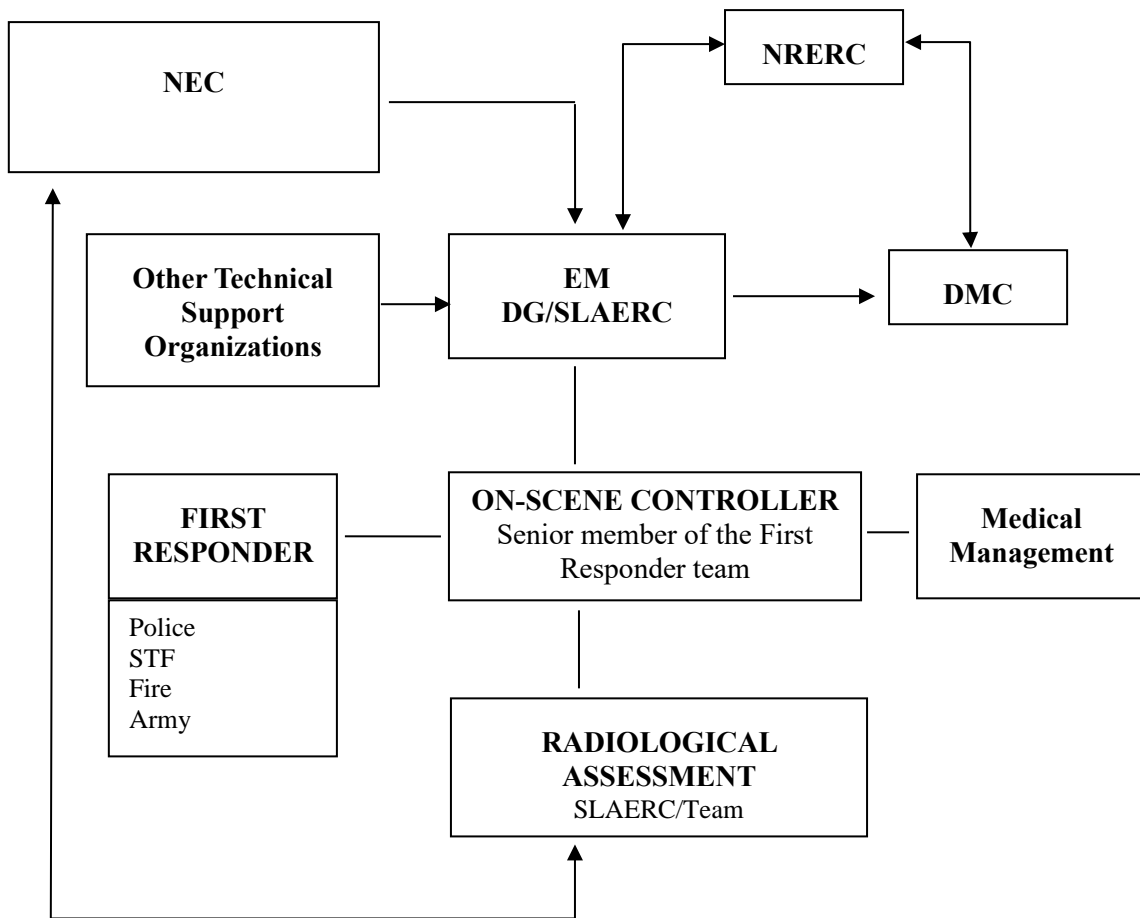 NEC
NRERC
Other Technical
Support
Organizations
EM
DG/SLAERC
DMC
FIRST
RESPONDER
Police
STF
Fire
Army
ON-SCENE CONTROLLER
Senior member of the First
Responder team
Medical
Management
RADIOLOGICAL
ASSESSMENT
SLAERC/Team